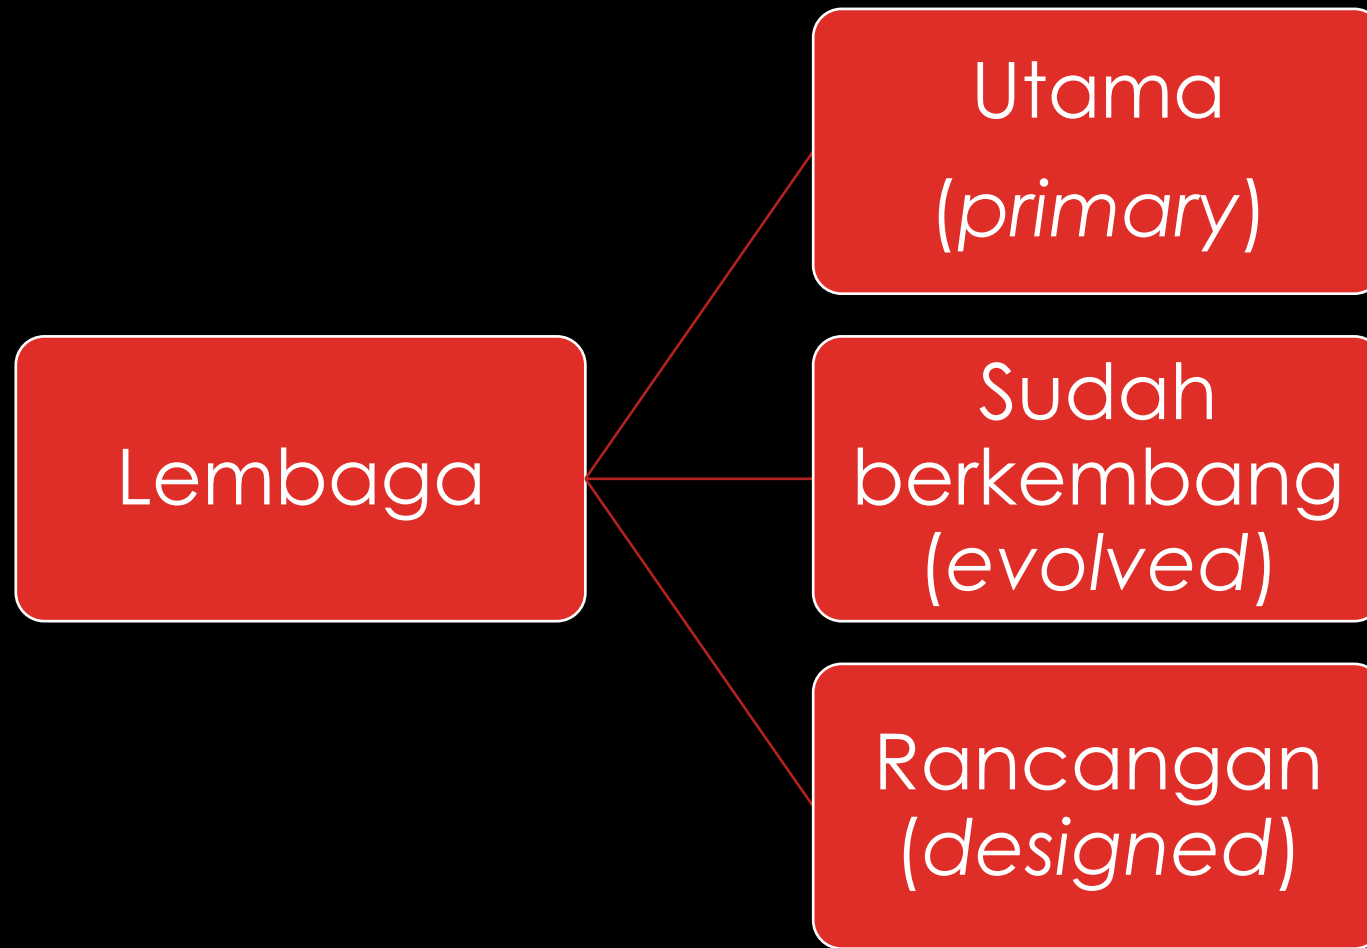 Lembaga
Utama
(primary)
Sudah
berkembang
(evolved)
Rancangan
(designed)